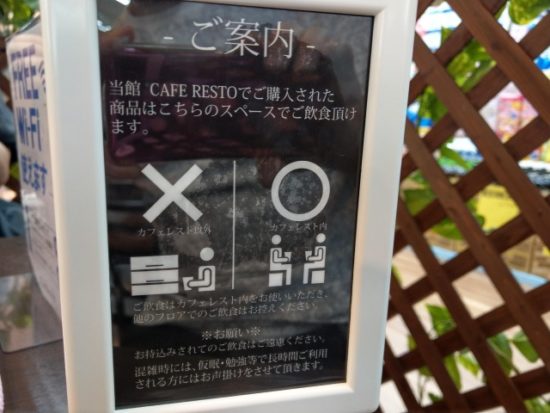 FREE
Wi-Fi
使えます
- ご案内 -
当館 CAFE RESTOでご購入された
商品はこちらのスペースでご飲食頂け
ます。
カフェレスト以外
カフェレスト内
ご飲食はカフェレスト内をお使いいただき、
他のフロアでのご飲食はお控えください。
※お願い※
お持込みされてのご飲食はご遠慮ください。
混雑時には、仮眠・勉強等で長時間ご利用
される方にはお声掛けをさせて頂きます。